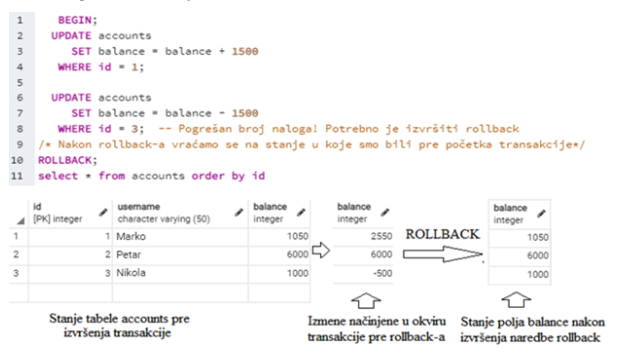 1 BEGIN;
2 UPDATE accounts
3 SET balance = balance + 1500
4 WHERE id = 1;
5
6 UPDATE accounts
7 SET balance = balance - 1500
8 WHERE id = 3; -- Pogrešan broj naloga! Potrebno je izvršiti rollback
9 /* Nakon rollback-a vraćamo se na stanje u koje smo bili pre početka transakcije*/
10 ROLLBACK;
11 select * from accounts order by id
id username balance balance balance
[PK] integer character varying (50) integer integer ROLLBACK integer
1 1 Marko 1050 2550 1050
2 2 Petar 6000 6000 6000
3 3 Nikola 1000 -500 1000
Stanje tabele accounts pre
izvršenja transakcije
Izmene načinjene u okviru
transakcije pre rollback-a
Stanje polja balance nakon
izvršenja naredbe rollback